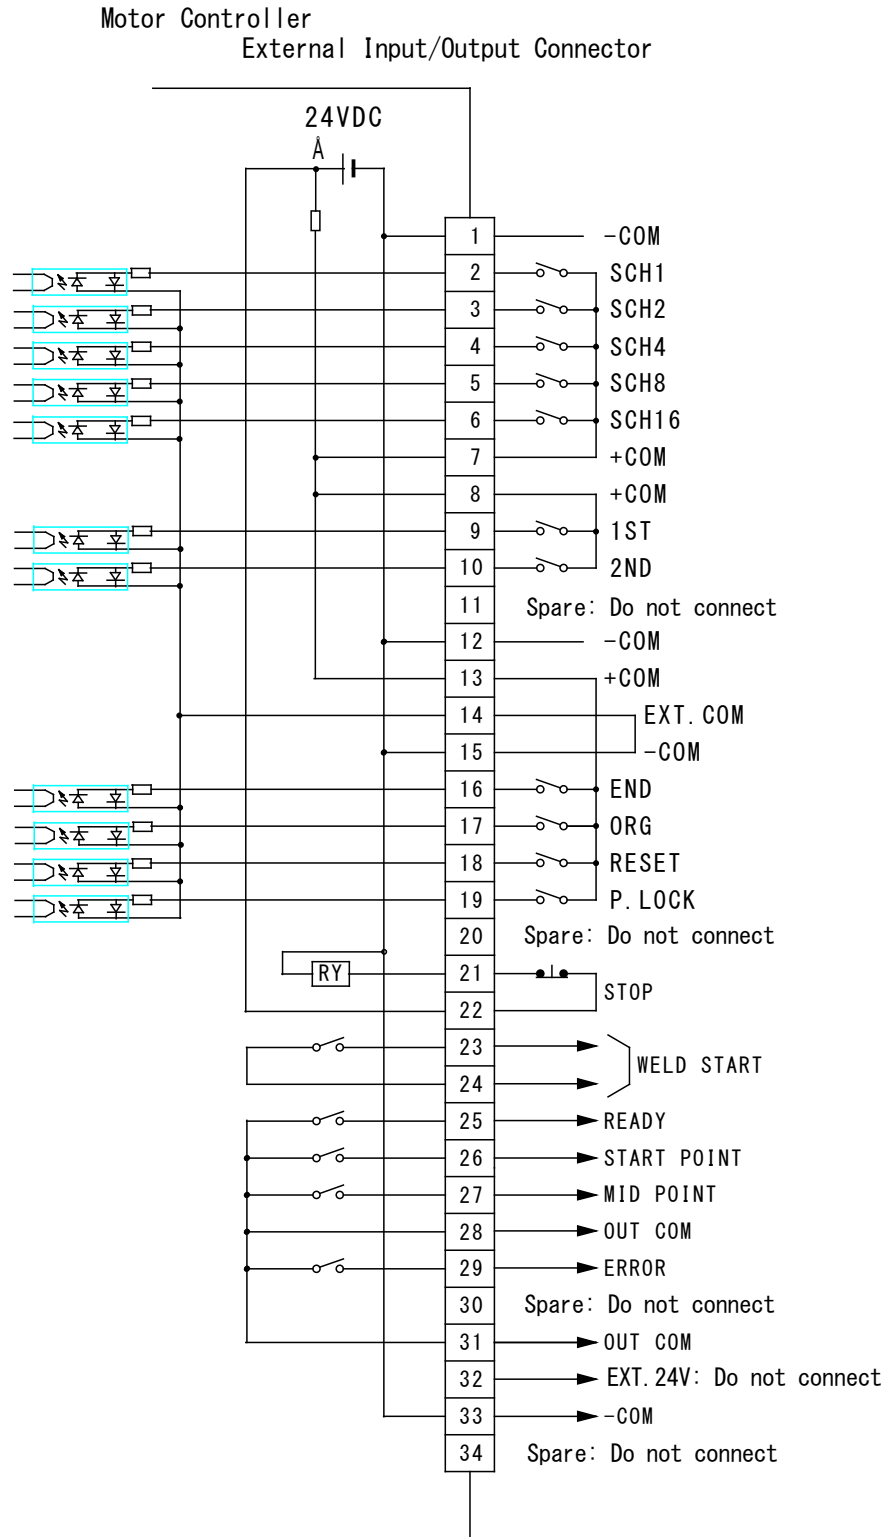 Motor Controller
External Input/Output Connector
24VDC
Å
1 -COM
2 SCH1
3 SCH2
4 SCH4
5 SCH8
6 SCH16
7 +COM
8 +COM
9 1ST
10 2ND
11 Spare: Do not connect
12 -COM
13 +COM
14 EXT.COM
15 -COM
16 END
17 ORG
18 RESET
19 P.LOCK
20 Spare: Do not connect
RY 21
STOP
22
23
WELD START
24
25 READY
26 START POINT
27 MID POINT
28 OUT COM
29 ERROR
30 Spare: Do not connect
31 OUT COM
32 EXT.24V: Do not connect
33 -COM
34 Spare: Do not connect